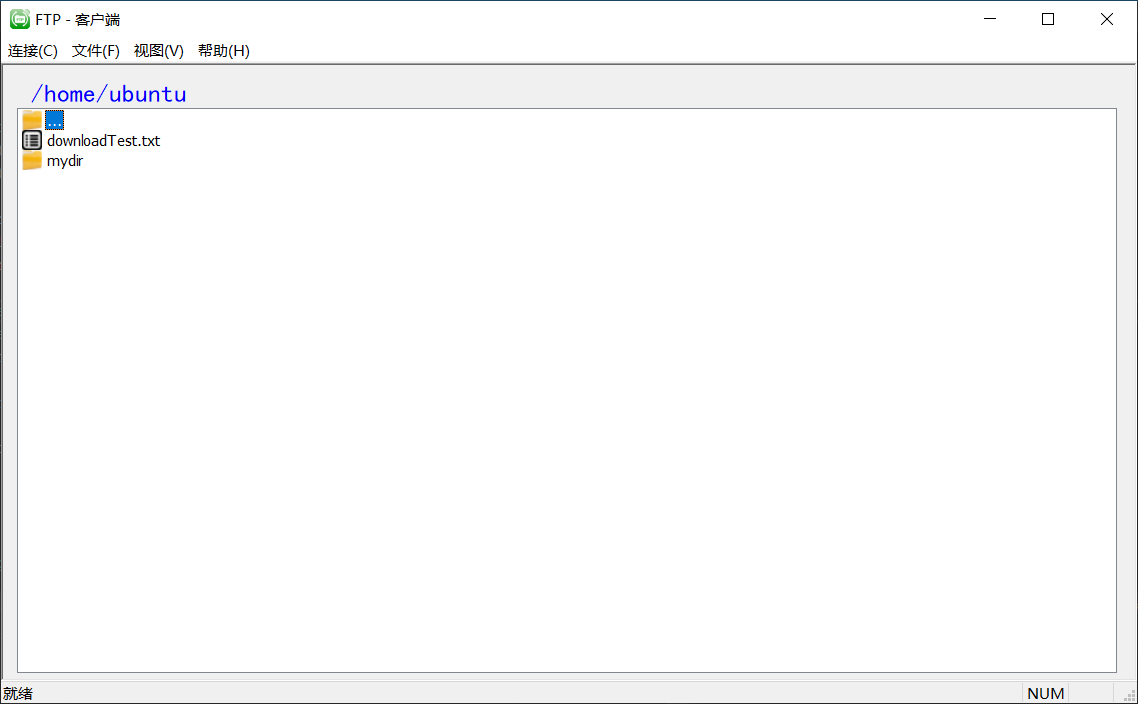 FTP - 客户端
连接(C) 文件(F) 视图(V) 帮助(H)
/home/ubuntu
...
downloadTest.txt
mydir
就绪 NUM